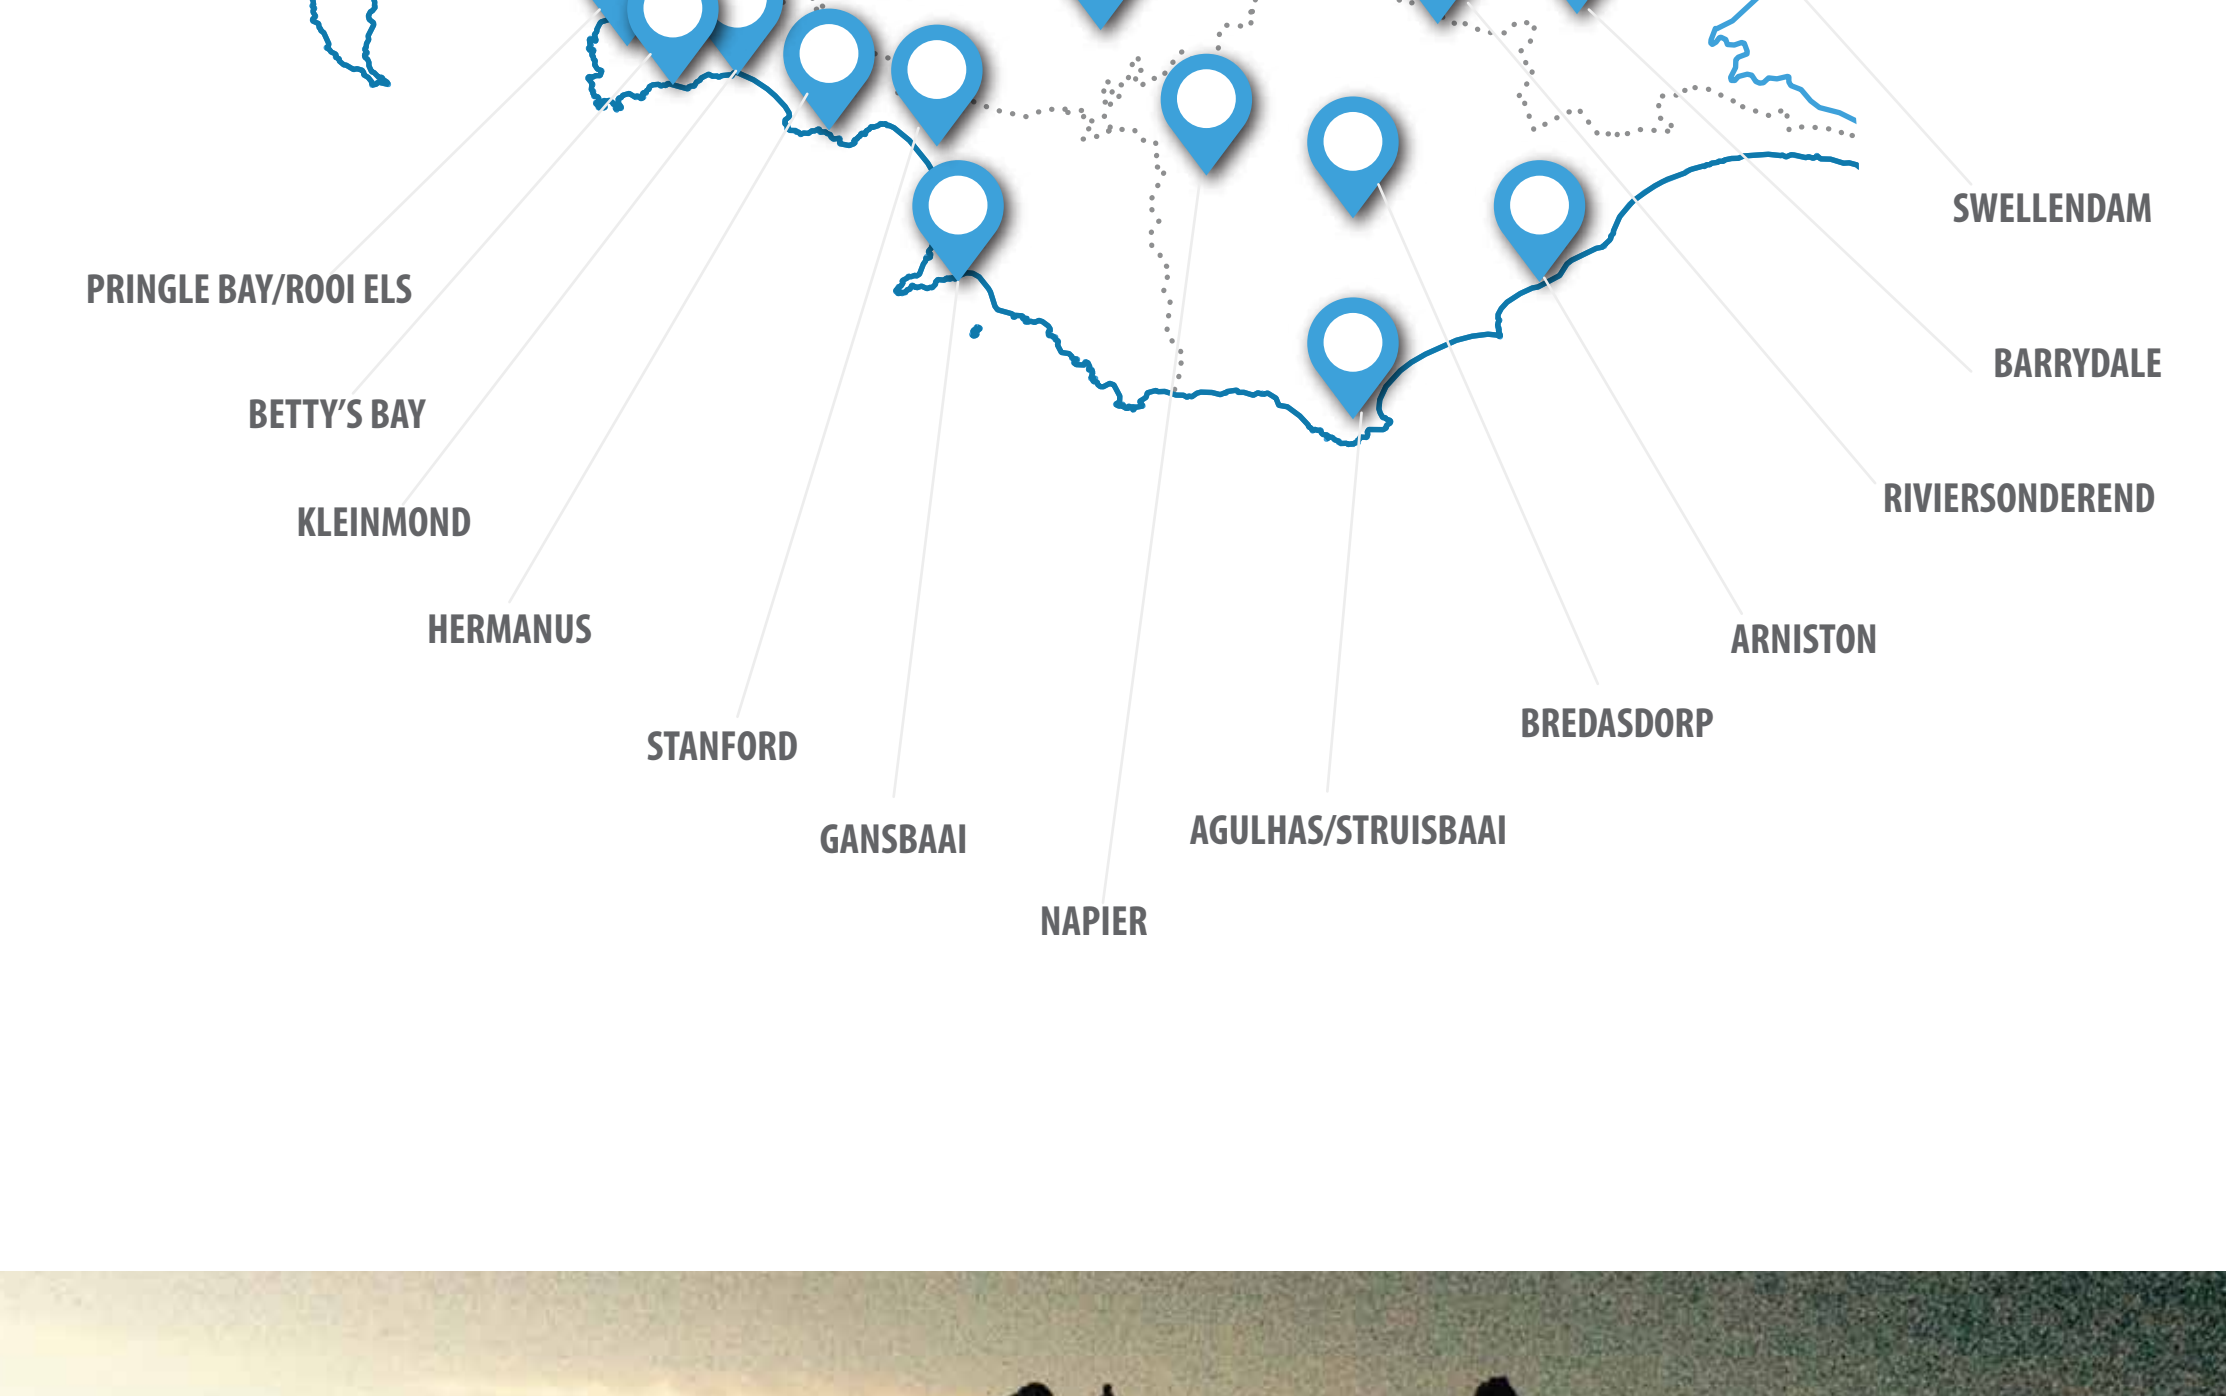 SWELLENDAM
PRINGLE BAY/ROOI ELS
BARRYDALE
BETTY'S BAY
RIVIERSONDEREND
KLEINMOND
HERMANUS
ARNISTON
BREDASDORP
STANFORD
AGULHAS/STRUISBAAI
GANSBAAI
NAPIER